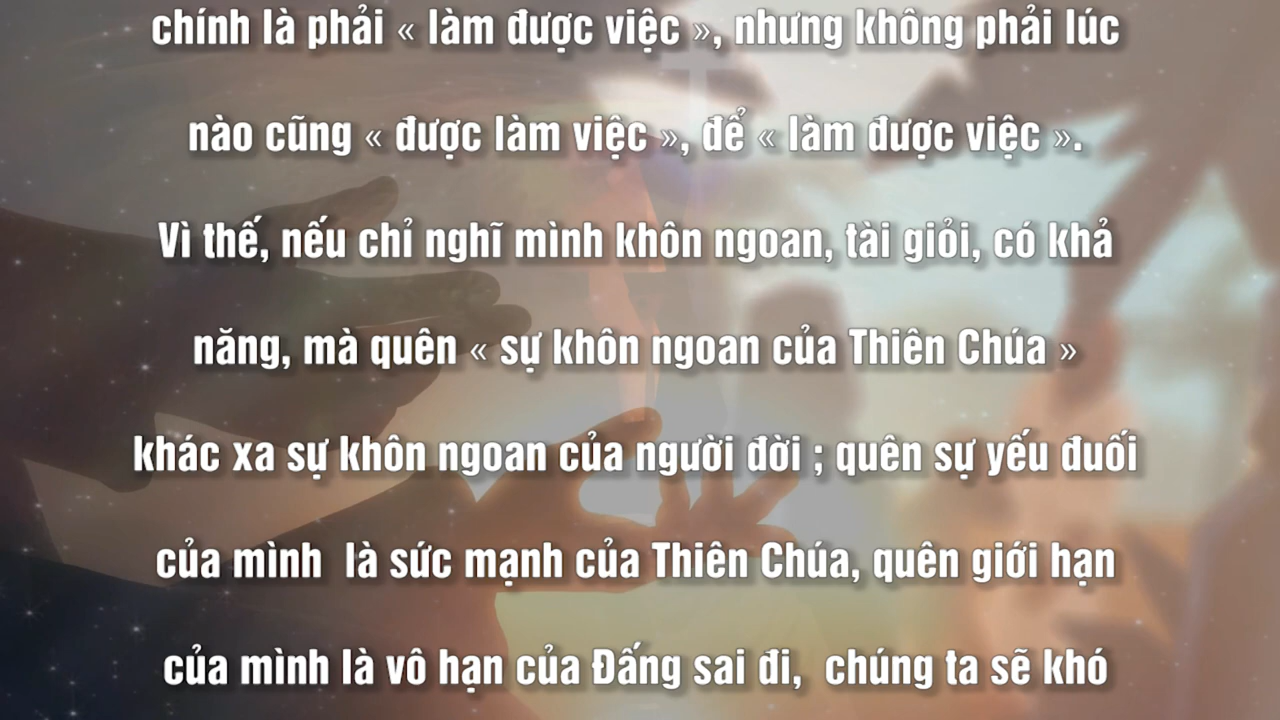 chính là phải « làm được việc », nhưng không phải lúc
nào cũng « được làm việc », để « làm được việc ».
Vì thế, nếu chỉ nghĩ mình khôn ngoan, tài giỏi, có khả
năng, mà quên « sự khôn ngoan của Thiên Chúa »
khác xa sự khôn ngoan của người đời ; quên sự yếu đuối
của mình là sức mạnh của Thiên Chúa, quên giới hạn
của mình là vô hạn của Đấng sai đi, chúng ta sẽ khó